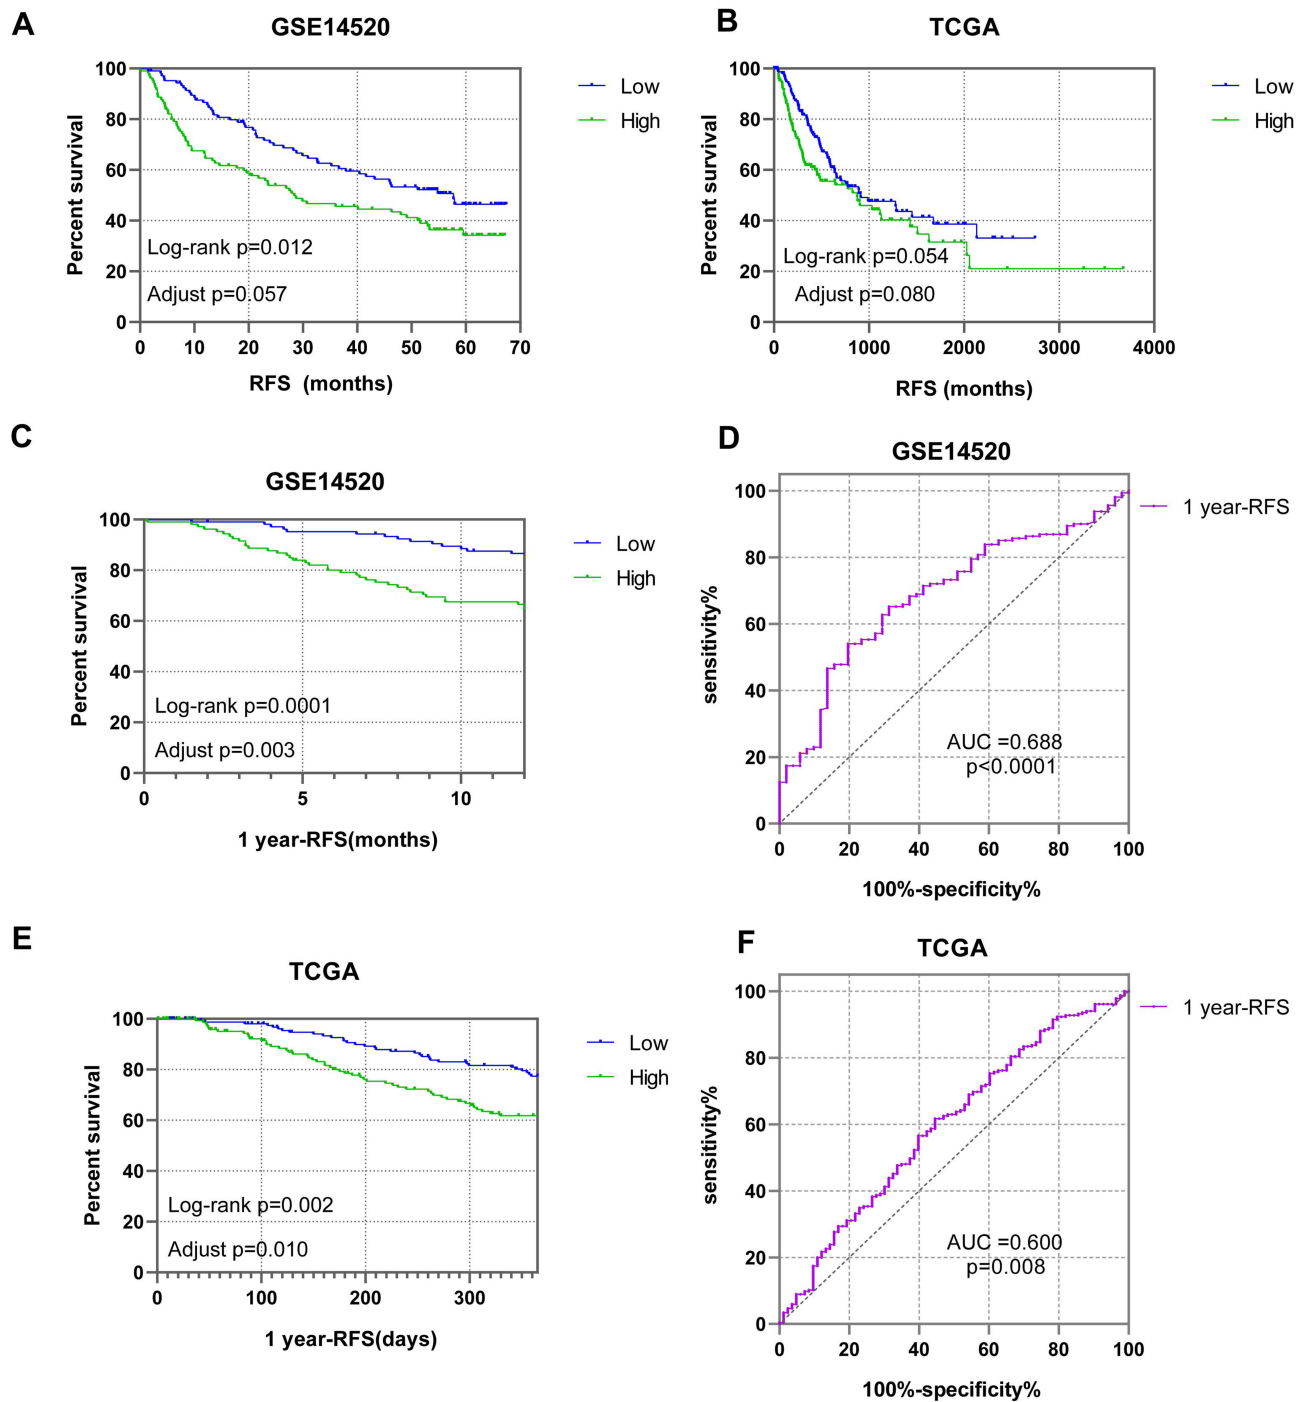 A
GSE14520
100
80
60
40
20
0
Percent survival
Log-rank p=0.012
Adjust p=0.057
0 10 20 30 40 50 60 70
RFS (months)
Low
High
B
TCGA
100
80
60
40
20
0
Percent survival
Log-rank p=0.054
Adjust p=0.080
0 1000 2000 3000 4000
RFS (months)
Low
High
C
GSE14520
100
80
60
40
20
0
Percent survival
Log-rank p=0.0001
Adjust p=0.003
0 5 10
1 year-RFS(months)
Low
High
D
GSE14520
100
80
60
40
20
0
sensitivity%
AUC =0.688
p<0.0001
0 20 40 60 80 100
100%-specificity%
1 year-RFS
E
TCGA
100
80
60
40
20
0
Percent survival
Log-rank p=0.002
Adjust p=0.010
0 100 200 300
1 year-RFS(days)
Low
High
F
TCGA
100
80
60
40
20
0
sensitivity%
AUC =0.600
p=0.008
0 20 40 60 80 100
100%-specificity%
1 year-RFS